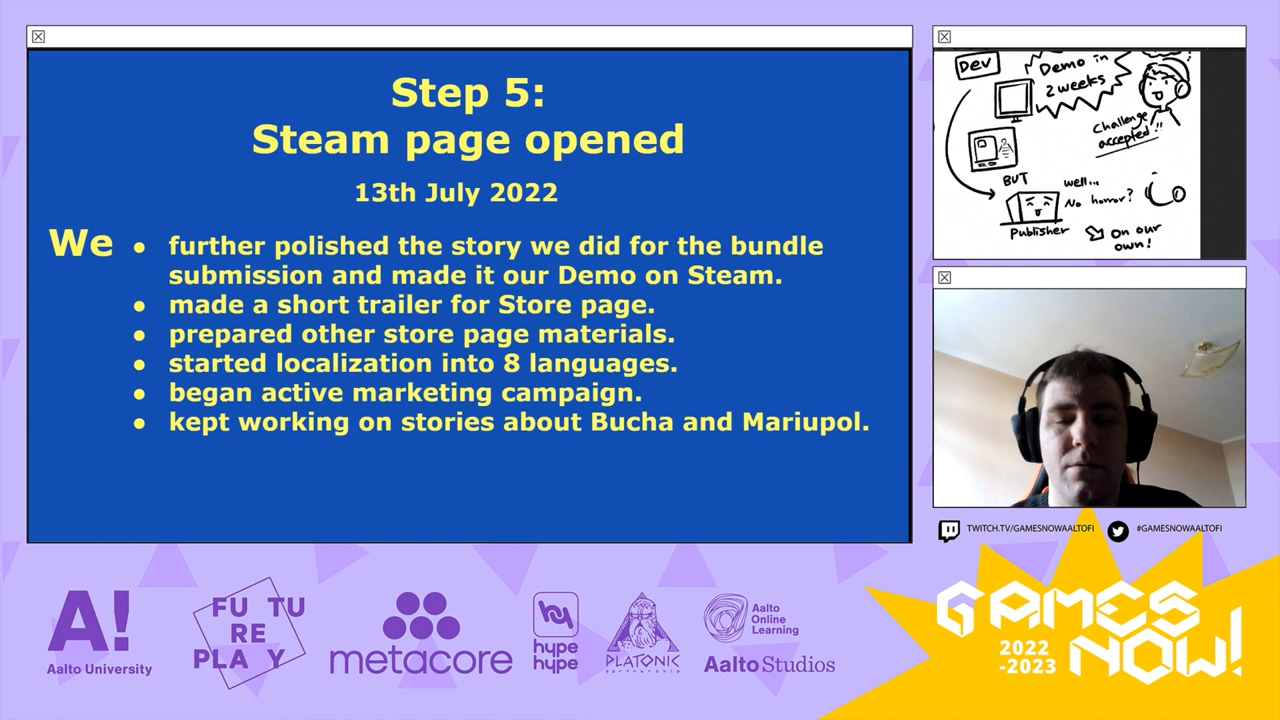 Step 5:
Steam page opened
13th July 2022
We
● further polished the story we did for the bundle
submission and made it our Demo on Steam.
● made a short trailer for Store page.
● prepared other store page materials.
● started localization into 8 languages.
● began active marketing campaign.
● kept working on stories about Bucha and Mariupol.
Dev
Demo in
2 weeks
Challenge
accepted!!
BUT
well...
No horror?
Publisher
on our
own!
TWITCH.TV/GAMESNOWAALTOFI
#GAMESNOWAALTOFI
A!
Aalto University
FU TU
RE
PLA Y
metacore
hype
hype
PLATONIC
partnership
Aalto
Online
Learning
Aalto Studios
GAMES
NOW!
2022
-2023